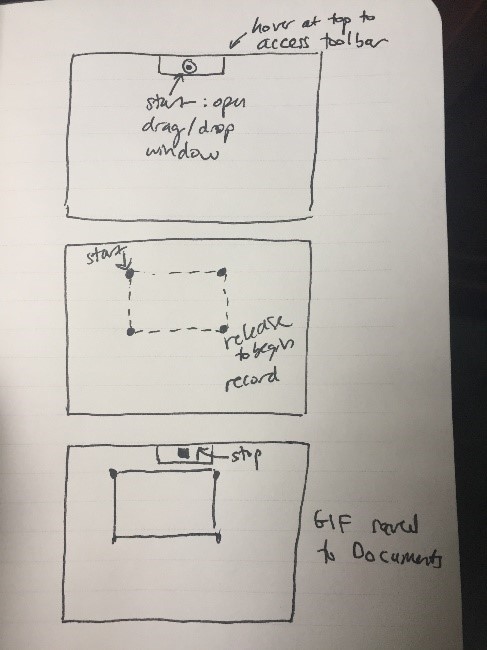 hover at top to
access toolbar
start: open
drag/drop
window
start
release
to begin
record
stop
GIF saved
to Documents